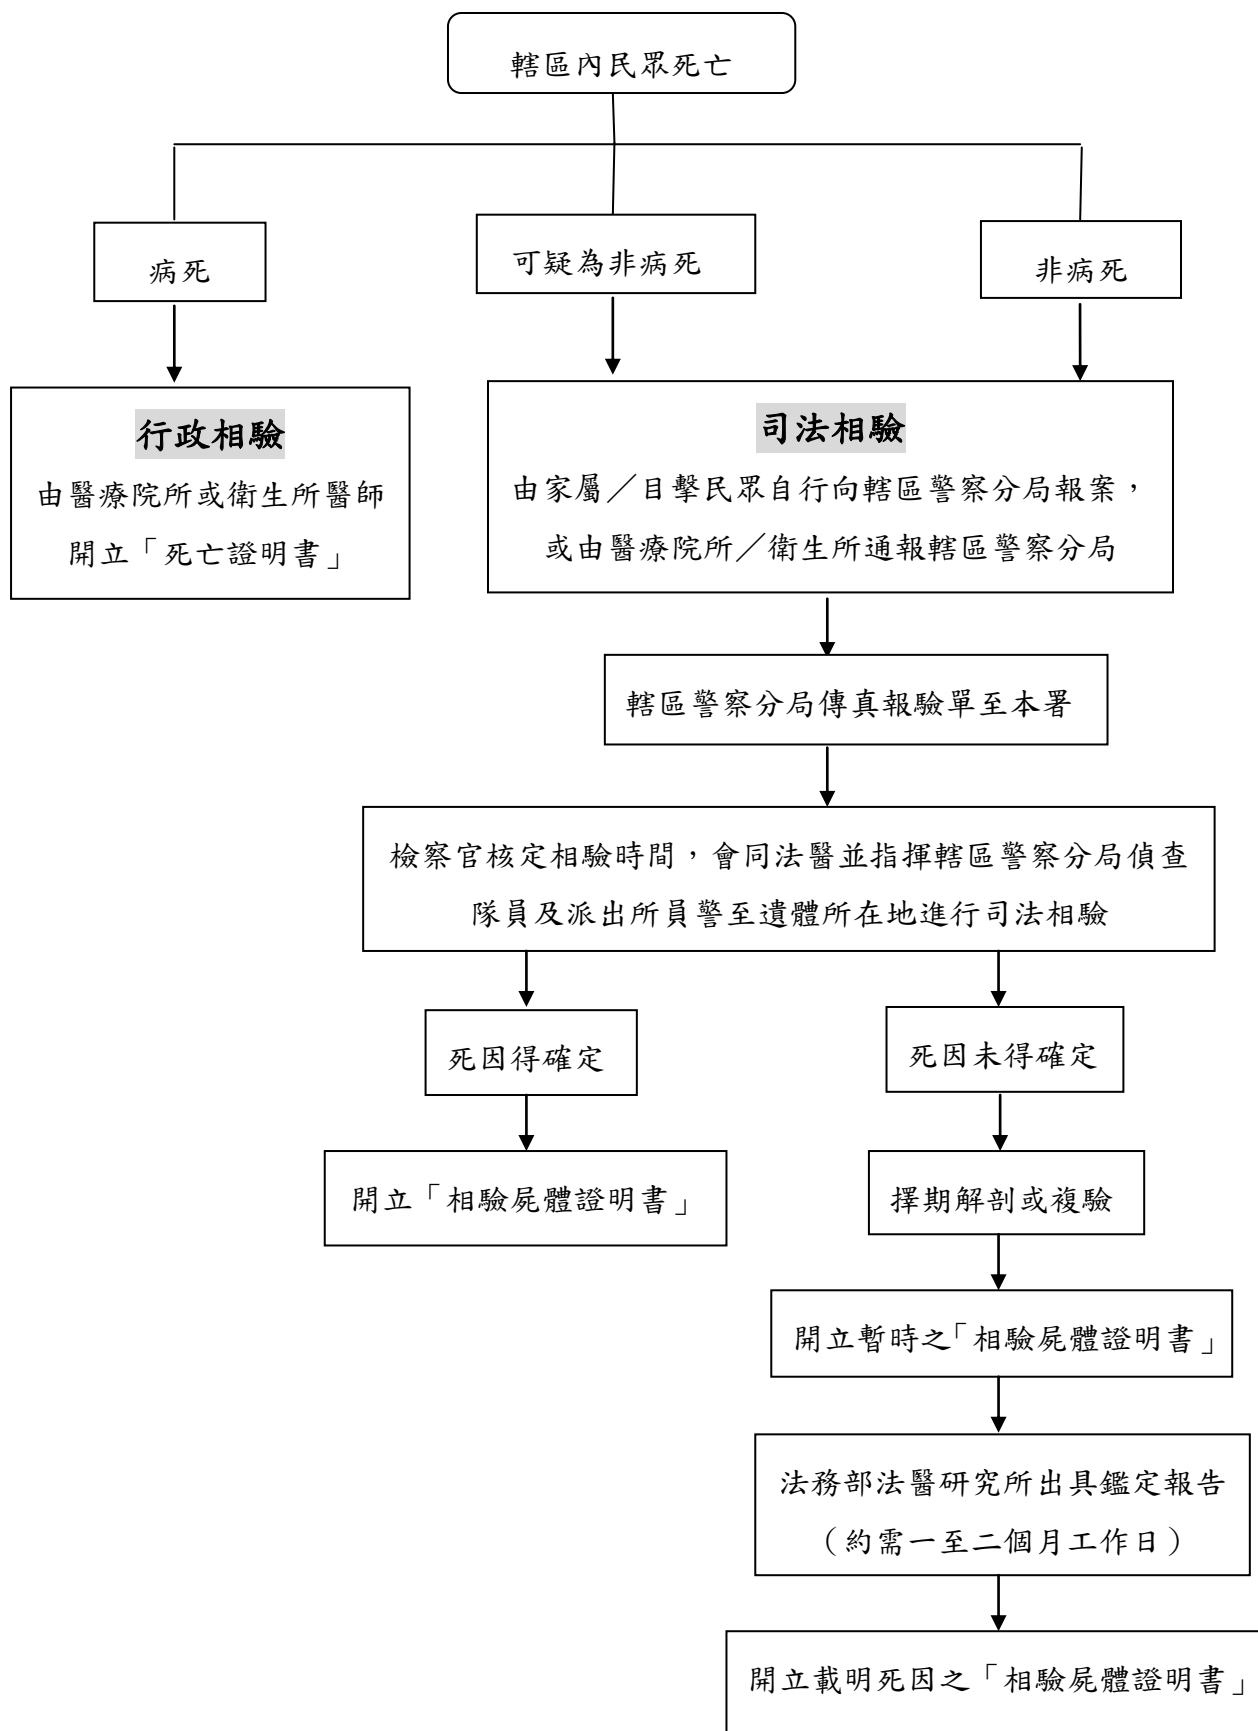 轄區內民眾死亡
病死
可疑為非病死
非病死
行政相驗
由醫療院所或衛生所醫師
開立「死亡證明書」
司法相驗
由家屬／目擊民眾自行向轄區警察分局報案，
或由醫療院所／衛生所通報轄區警察分局
轄區警察分局傳真報驗單至本署
檢察官核定相驗時間，會同法醫並指揮轄區警察分局偵查
隊員及派出所員警至遺體所在地進行司法相驗
死因得確定
死因未得確定
開立「相驗屍體證明書」
擇期解剖或複驗
開立暫時之「相驗屍體證明書」
法務部法醫研究所出具鑑定報告
（約需一至二個月工作日）
開立載明死因之「相驗屍體證明書」